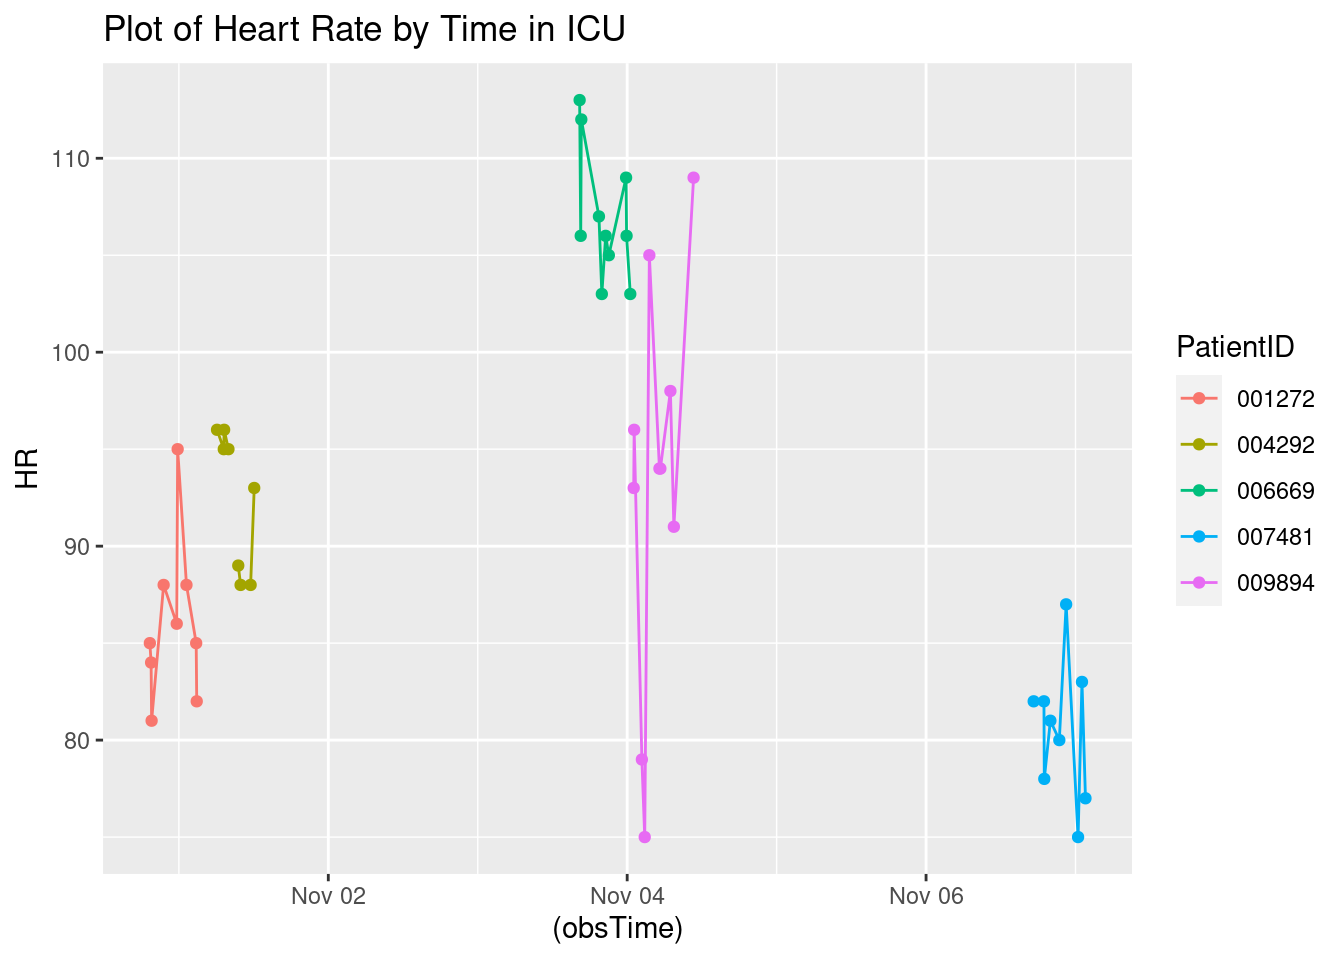 Plot of Heart Rate by Time in ICU
110
100
90
80
HR
Nov 02
Nov 04
Nov 06
(obsTime)
PatientID
001272
004292
006669
007481
009894